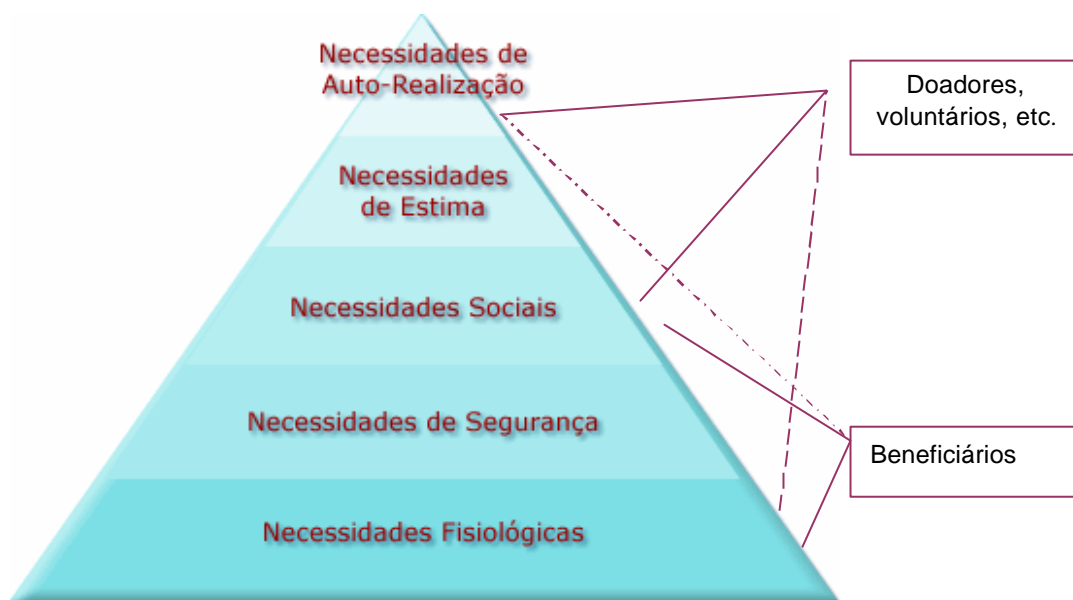 Necessidades de
Auto-Realização
Necessidades
de Estima
Necessidades Sociais
Necessidades de Segurança
Necessidades Fisiológicas
Doadores,
voluntários, etc.
Beneficiários